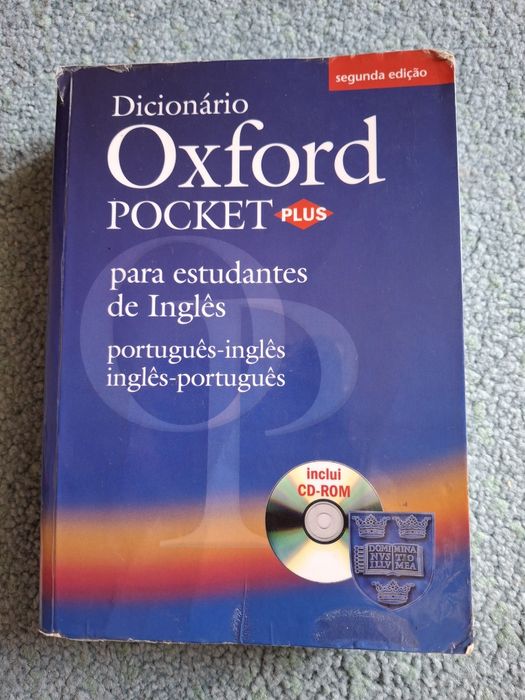 segunda edição
Dicionário
Oxford
POCKET PLUS
para estudantes
de Inglês
português-inglês
inglês-português
inclui
CD-ROM
DOMI MINA
NVS TIO
ILLV MEA